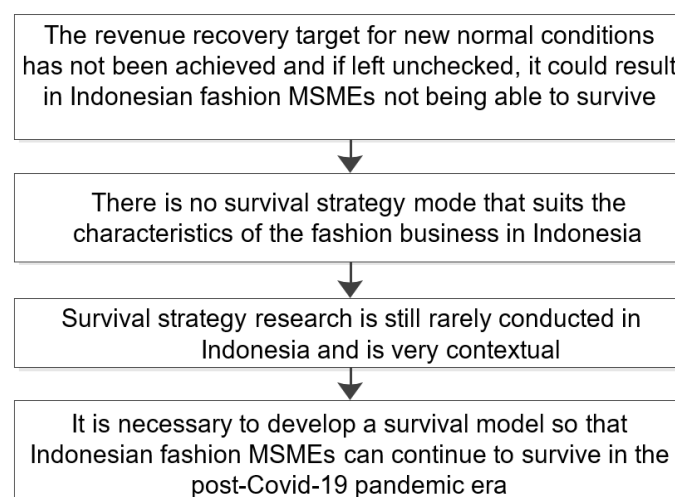 The revenue recovery target for new normal conditions
has not been achieved and if left unchecked, it could result
in Indonesian fashion MSMEs not being able to survive
There is no survival strategy mode that suits the
characteristics of the fashion business in Indonesia
Survival strategy research is still rarely conducted in
Indonesia and is very contextual
It is necessary to develop a survival model so that
Indonesian fashion MSMEs can continue to survive in the
post-Covid-19 pandemic era